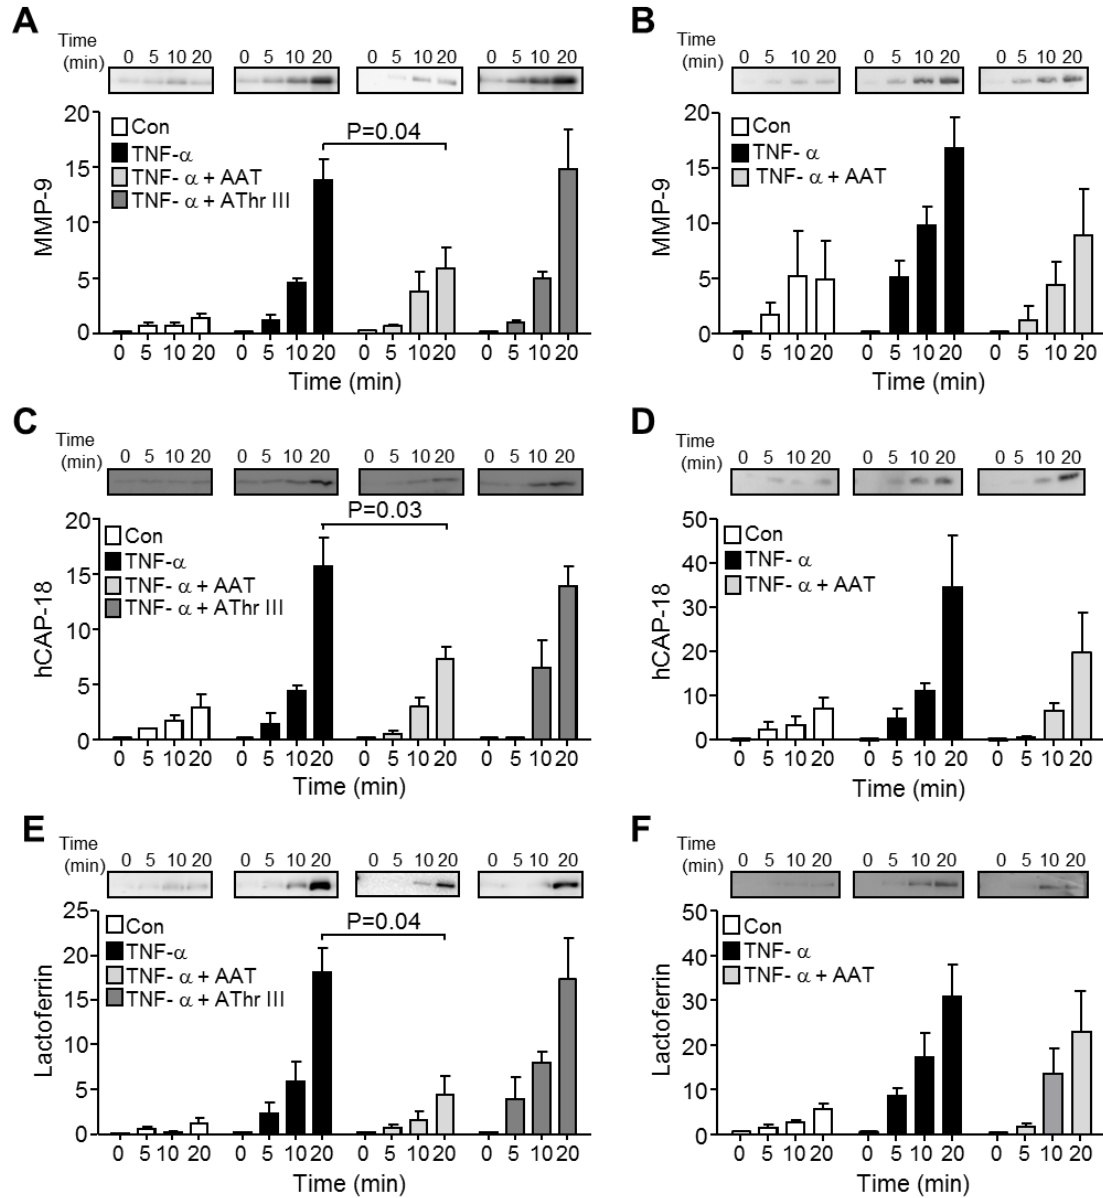 A
Time
(min)
0 5 10 20 0 5 10 20 0 5 10 20 0 5 10 20
MMP-9
20
15
10
5
0
Con
TNF-α
TNF- α + AAT
TNF- α + AThr III
P=0.04
0 5 10 20 0 5 10 20 0 5 10 20 0 5 10 20
Time (min)
B
Time
(min)
0 5 10 20 0 5 10 20 0 5 10 20
MMP-9
20
15
10
5
0
Con
TNF- α
TNF- α + AAT
0 5 10 20 0 5 10 20 0 5 10 20
Time (min)
C
Time
(min)
0 5 10 20 0 5 10 20 0 5 10 20 0 5 10 20
hCAP-18
20
15
10
5
0
Con
TNF-α
TNF- α + AAT
TNF- α + AThr III
P=0.03
0 5 10 20 0 5 10 20 0 5 10 20 0 5 10 20
Time (min)
D
Time
(min)
0 5 10 20 0 5 10 20 0 5 10 20
hCAP-18
50
40
30
20
10
0
Con
TNF- α
TNF- α + AAT
0 5 10 20 0 5 10 20 0 5 10 20
Time (min)
E
Time
(min)
0 5 10 20 0 5 10 20 0 5 10 20 0 5 10 20
Lactoferrin
25
20
15
10
5
0
Con
TNF-α
TNF- α + AAT
TNF- α + AThr III
P=0.04
0 5 10 20 0 5 10 20 0 5 10 20 0 5 10 20
Time (min)
F
Time
(min)
0 5 10 20 0 5 10 20 0 5 10 20
Lactoferrin
50
40
30
20
10
0
Con
TNF- α
TNF- α + AAT
0 5 10 20 0 5 10 20 0 5 10 20
Time (min)